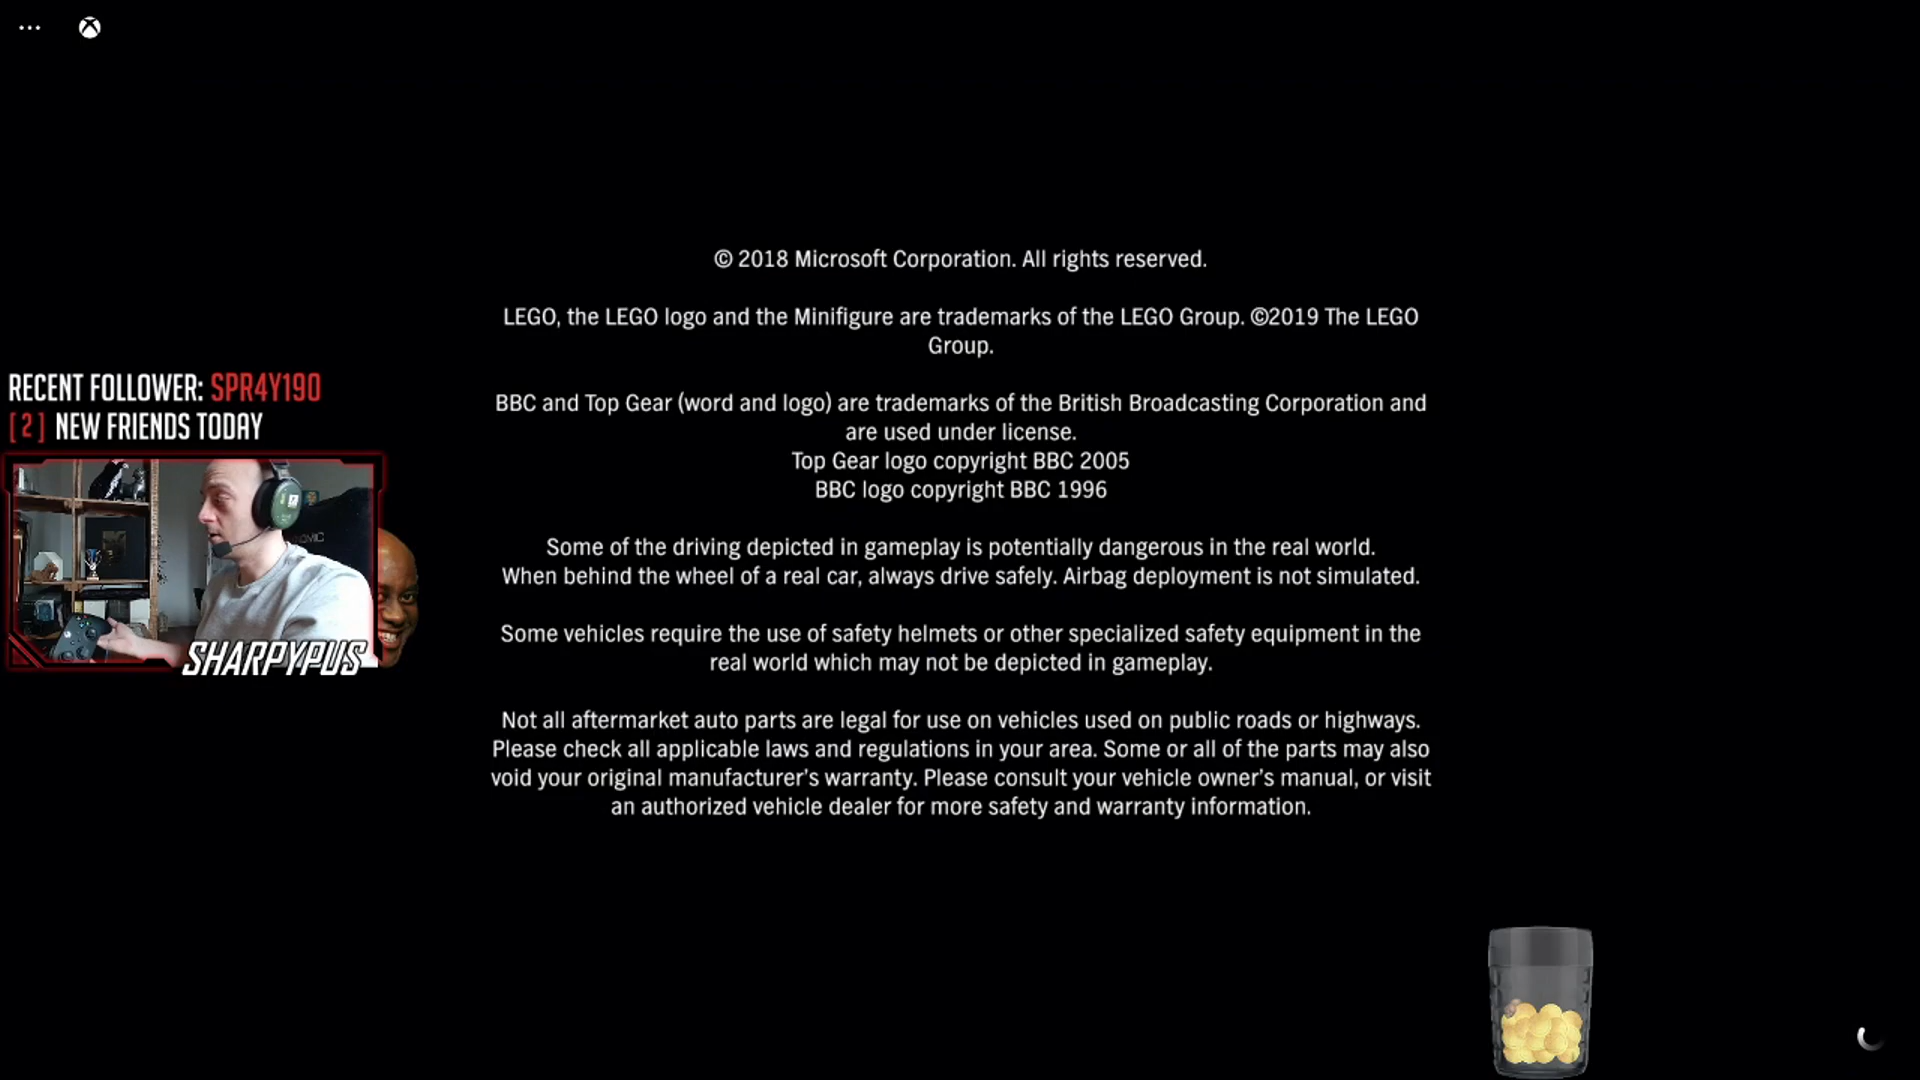 © 2018 Microsoft Corporation. All rights reserved.
LEGO, the LEGO logo and the Minifigure are trademarks of the LEGO Group. ©2019 The LEGO
Group.
BBC and Top Gear (word and logo) are trademarks of the British Broadcasting Corporation and
are used under license.
Top Gear logo copyright BBC 2005
BBC logo copyright BBC 1996
Some of the driving depicted in gameplay is potentially dangerous in the real world.
When behind the wheel of a real car, always drive safely. Airbag deployment is not simulated.
Some vehicles require the use of safety helmets or other specialized safety equipment in the
real world which may not be depicted in gameplay.
Not all aftermarket auto parts are legal for use on vehicles used on public roads or highways.
Please check all applicable laws and regulations in your area. Some or all of the parts may also
void your original manufacturer's warranty. Please consult your vehicle owner's manual, or visit
an authorized vehicle dealer for more safety and warranty information.
RECENT FOLLOWER: SPR4Y190
[2] NEW FRIENDS TODAY
SHARPYPUS